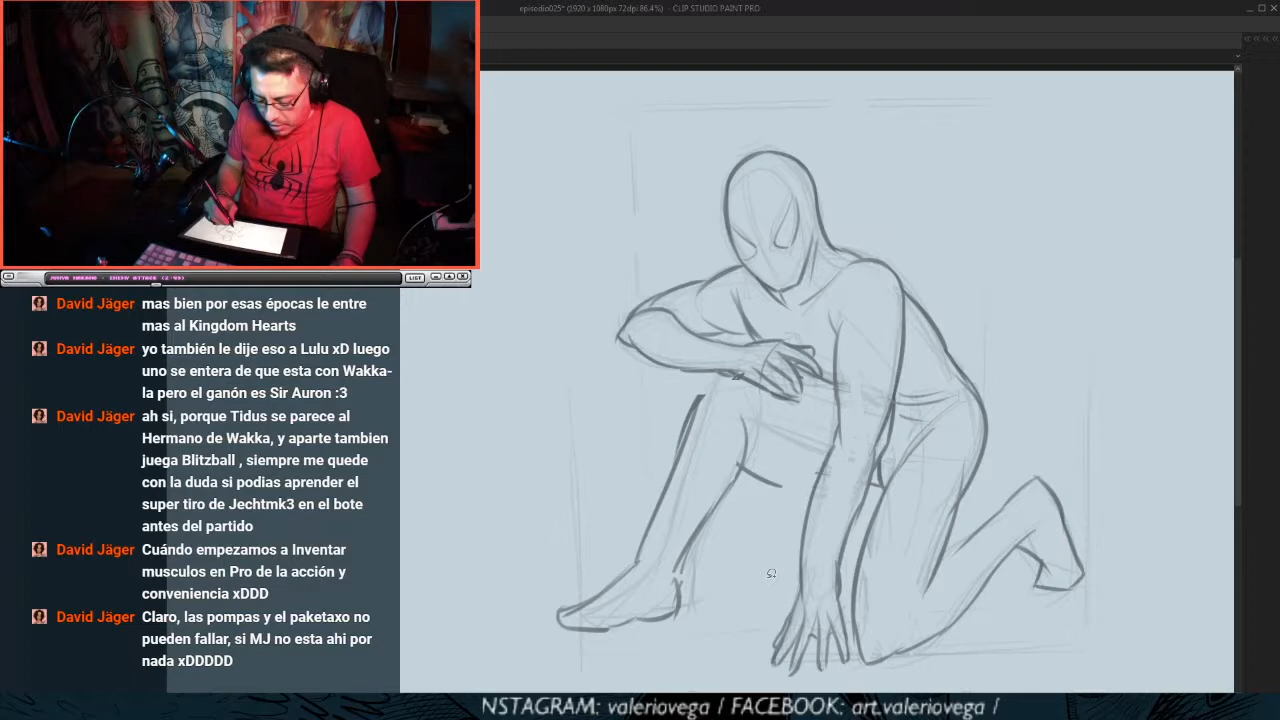 episodio025* (1920 x 1080px 72dpi 86.4%) - CLIP STUDIO PAINT PRO
LIST
David Jäger mas bien por esas épocas le entre
mas al Kingdom Hearts
David Jäger yo también le dije eso a Lulu xD luego
uno se entera de que esta con Wakka-
la pero el ganón es Sir Auron :3
David Jäger ah si, porque Tidus se parece al
Hermano de Wakka, y aparte tambien
juega Blitzball , siempre me quede
con la duda si podias aprender el
super tiro de Jechtmk3 en el bote
antes del partido
David Jäger Cuándo empezamos a Inventar
musculos en Pro de la acción y
conveniencia xDDD
David Jäger Claro, las pompas y el paketaxo no
pueden fallar, si MJ no esta ahi por
nada xDDDDD
NSTAGRAM: valeriovega / FACEBOOK: art.valeriovega /